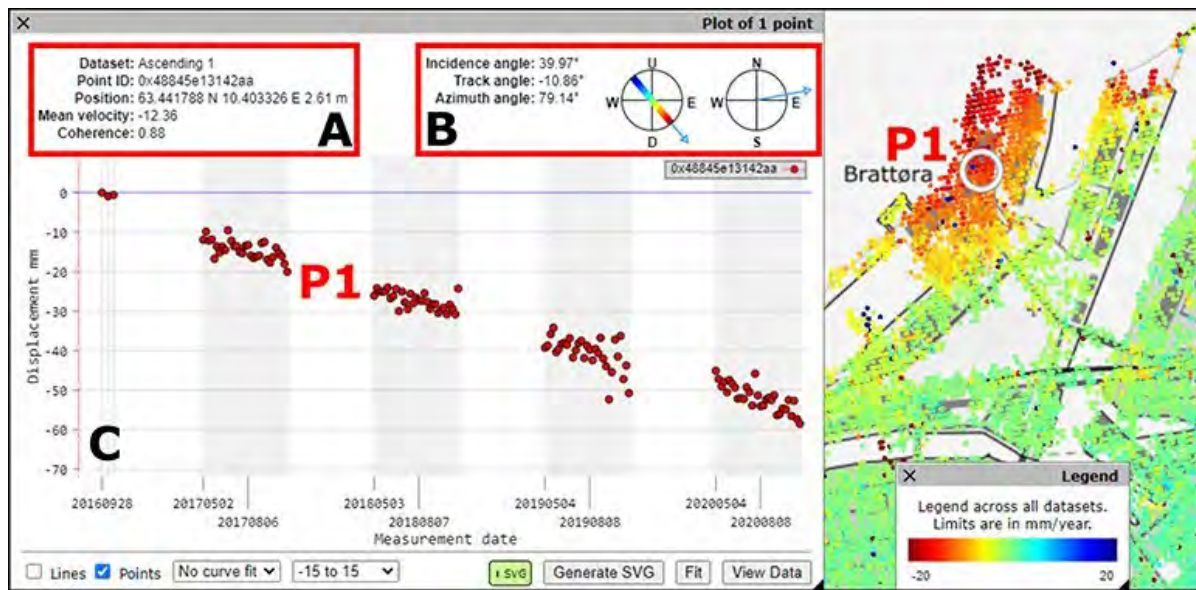 × Plot of 1 point
Dataset: Ascending 1
Point ID: 0x48845e13142aa
Position: 63.441788 N 10.403326 E 2.61 m
Mean velocity: -12.36
Coherence: 0.88
A
Incidence angle: 39.97°
Track angle: -10.86°
Azimuth angle: 79.14°
B
U
W E
D
N
W E
S
0x48845e13142aa
0
-10
-20
-30
-40
-50
-60
-70
Displacement mm
P1
C
20160928 20170502 20180503 20190504 20200504
20170806 20180807 20190808 20200808
Measurement date
Lines Points No curve fit -15 to 15 SVG Generate SVG Fit View Data
P1
Brattøra
× Legend
Legend across all datasets.
Limits are in mm/year.
-20 20